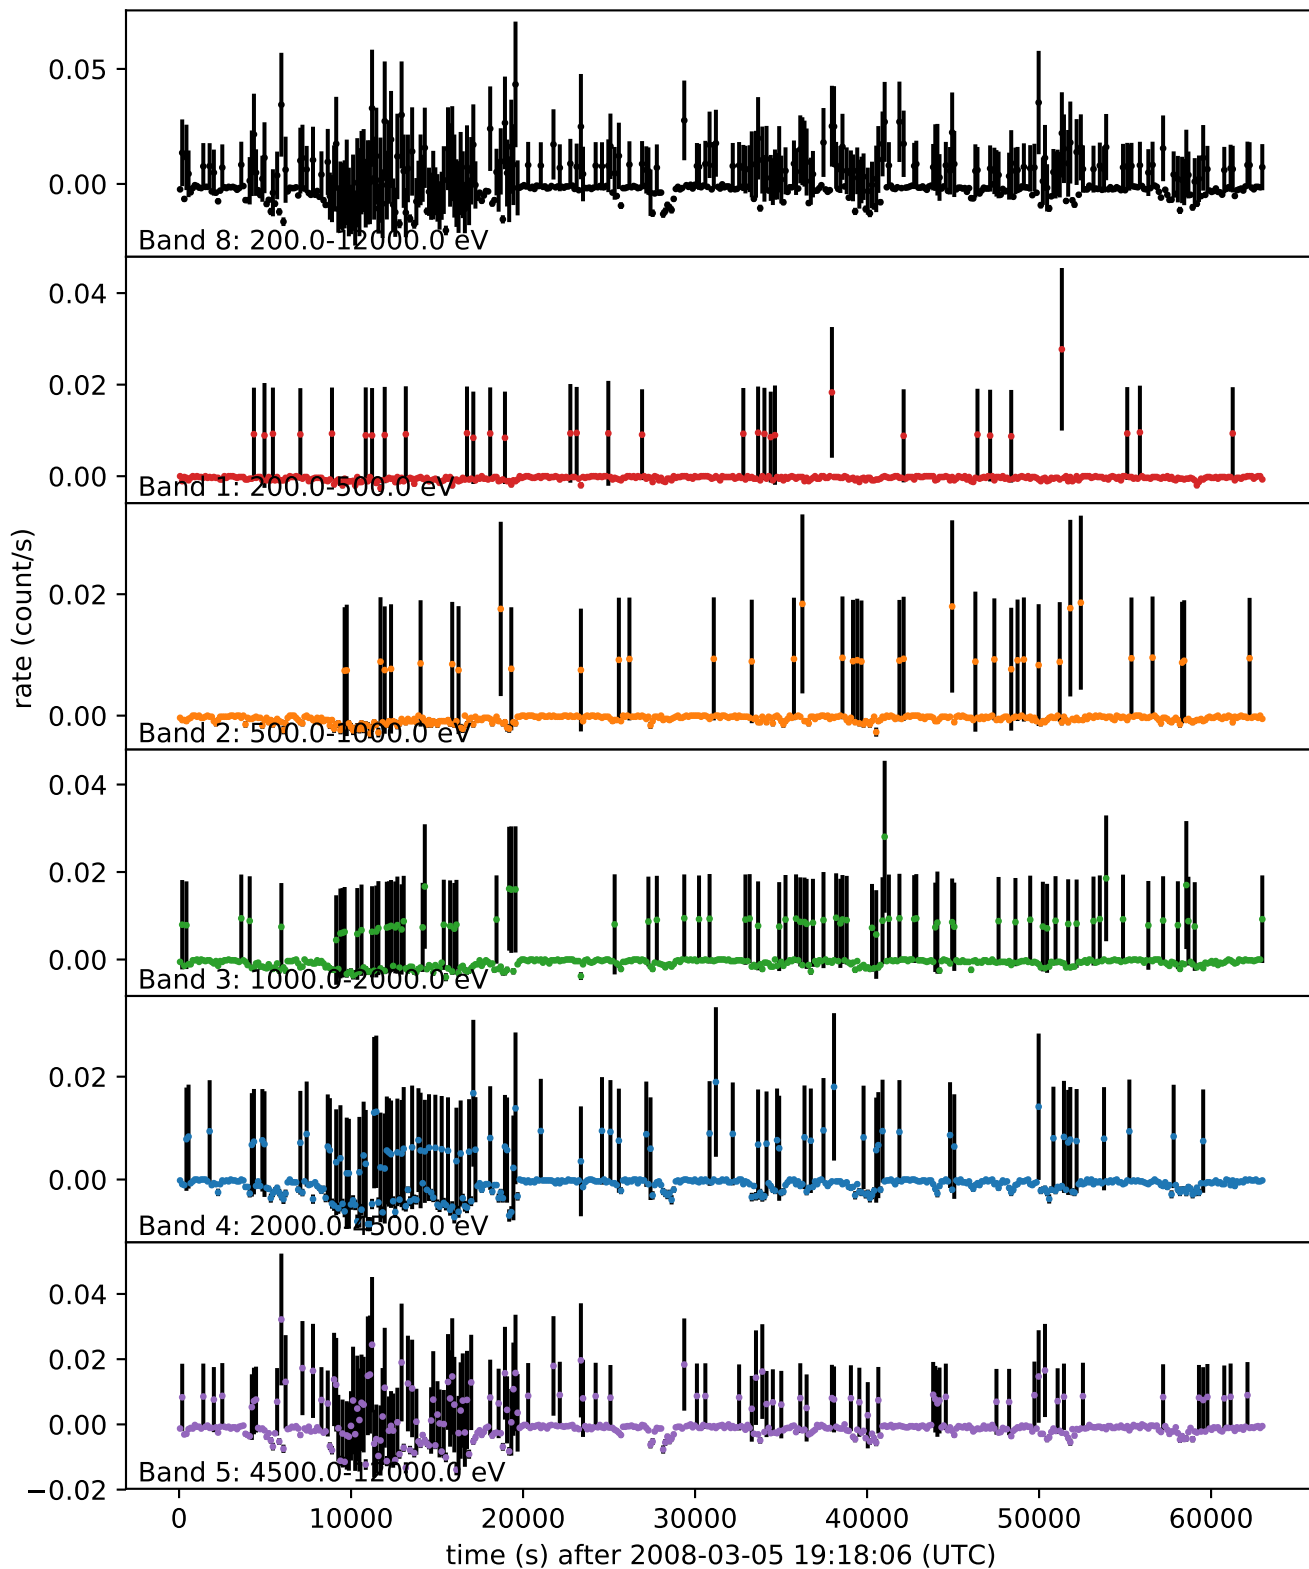 0.05
0.00
Band 8: 200.0-12000.0 eV
0.04
0.02
0.00
Band 1: 200.0-500.0 eV
rate (count/s)
0.02
0.00
Band 2: 500.0-1000.0 eV
0.04
0.02
0.00
Band 3: 1000.0-2000.0 eV
0.02
0.00
Band 4: 2000.0-4500.0 eV
0.04
0.02
0.00
−0.02
Band 5: 4500.0-12000.0 eV
0 10000 20000 30000 40000 50000 60000
time (s) after 2008-03-05 19:18:06 (UTC)